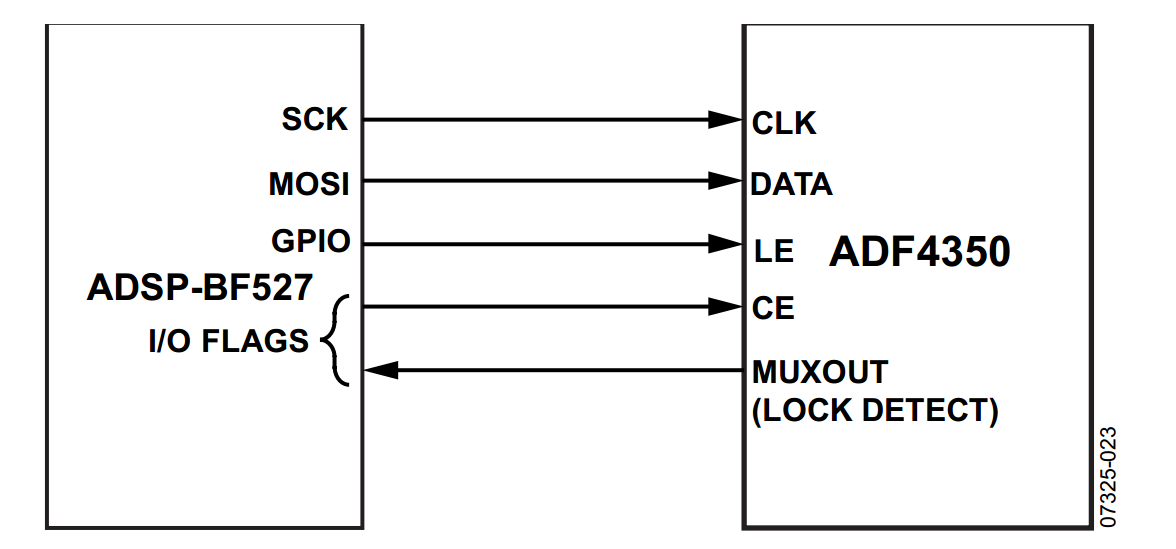 SCK
MOSI
GPIO
ADSP-BF527
I/O FLAGS
CLK
DATA
LE
ADF4350
CE
MUXOUT
(LOCK DETECT)
07325-023